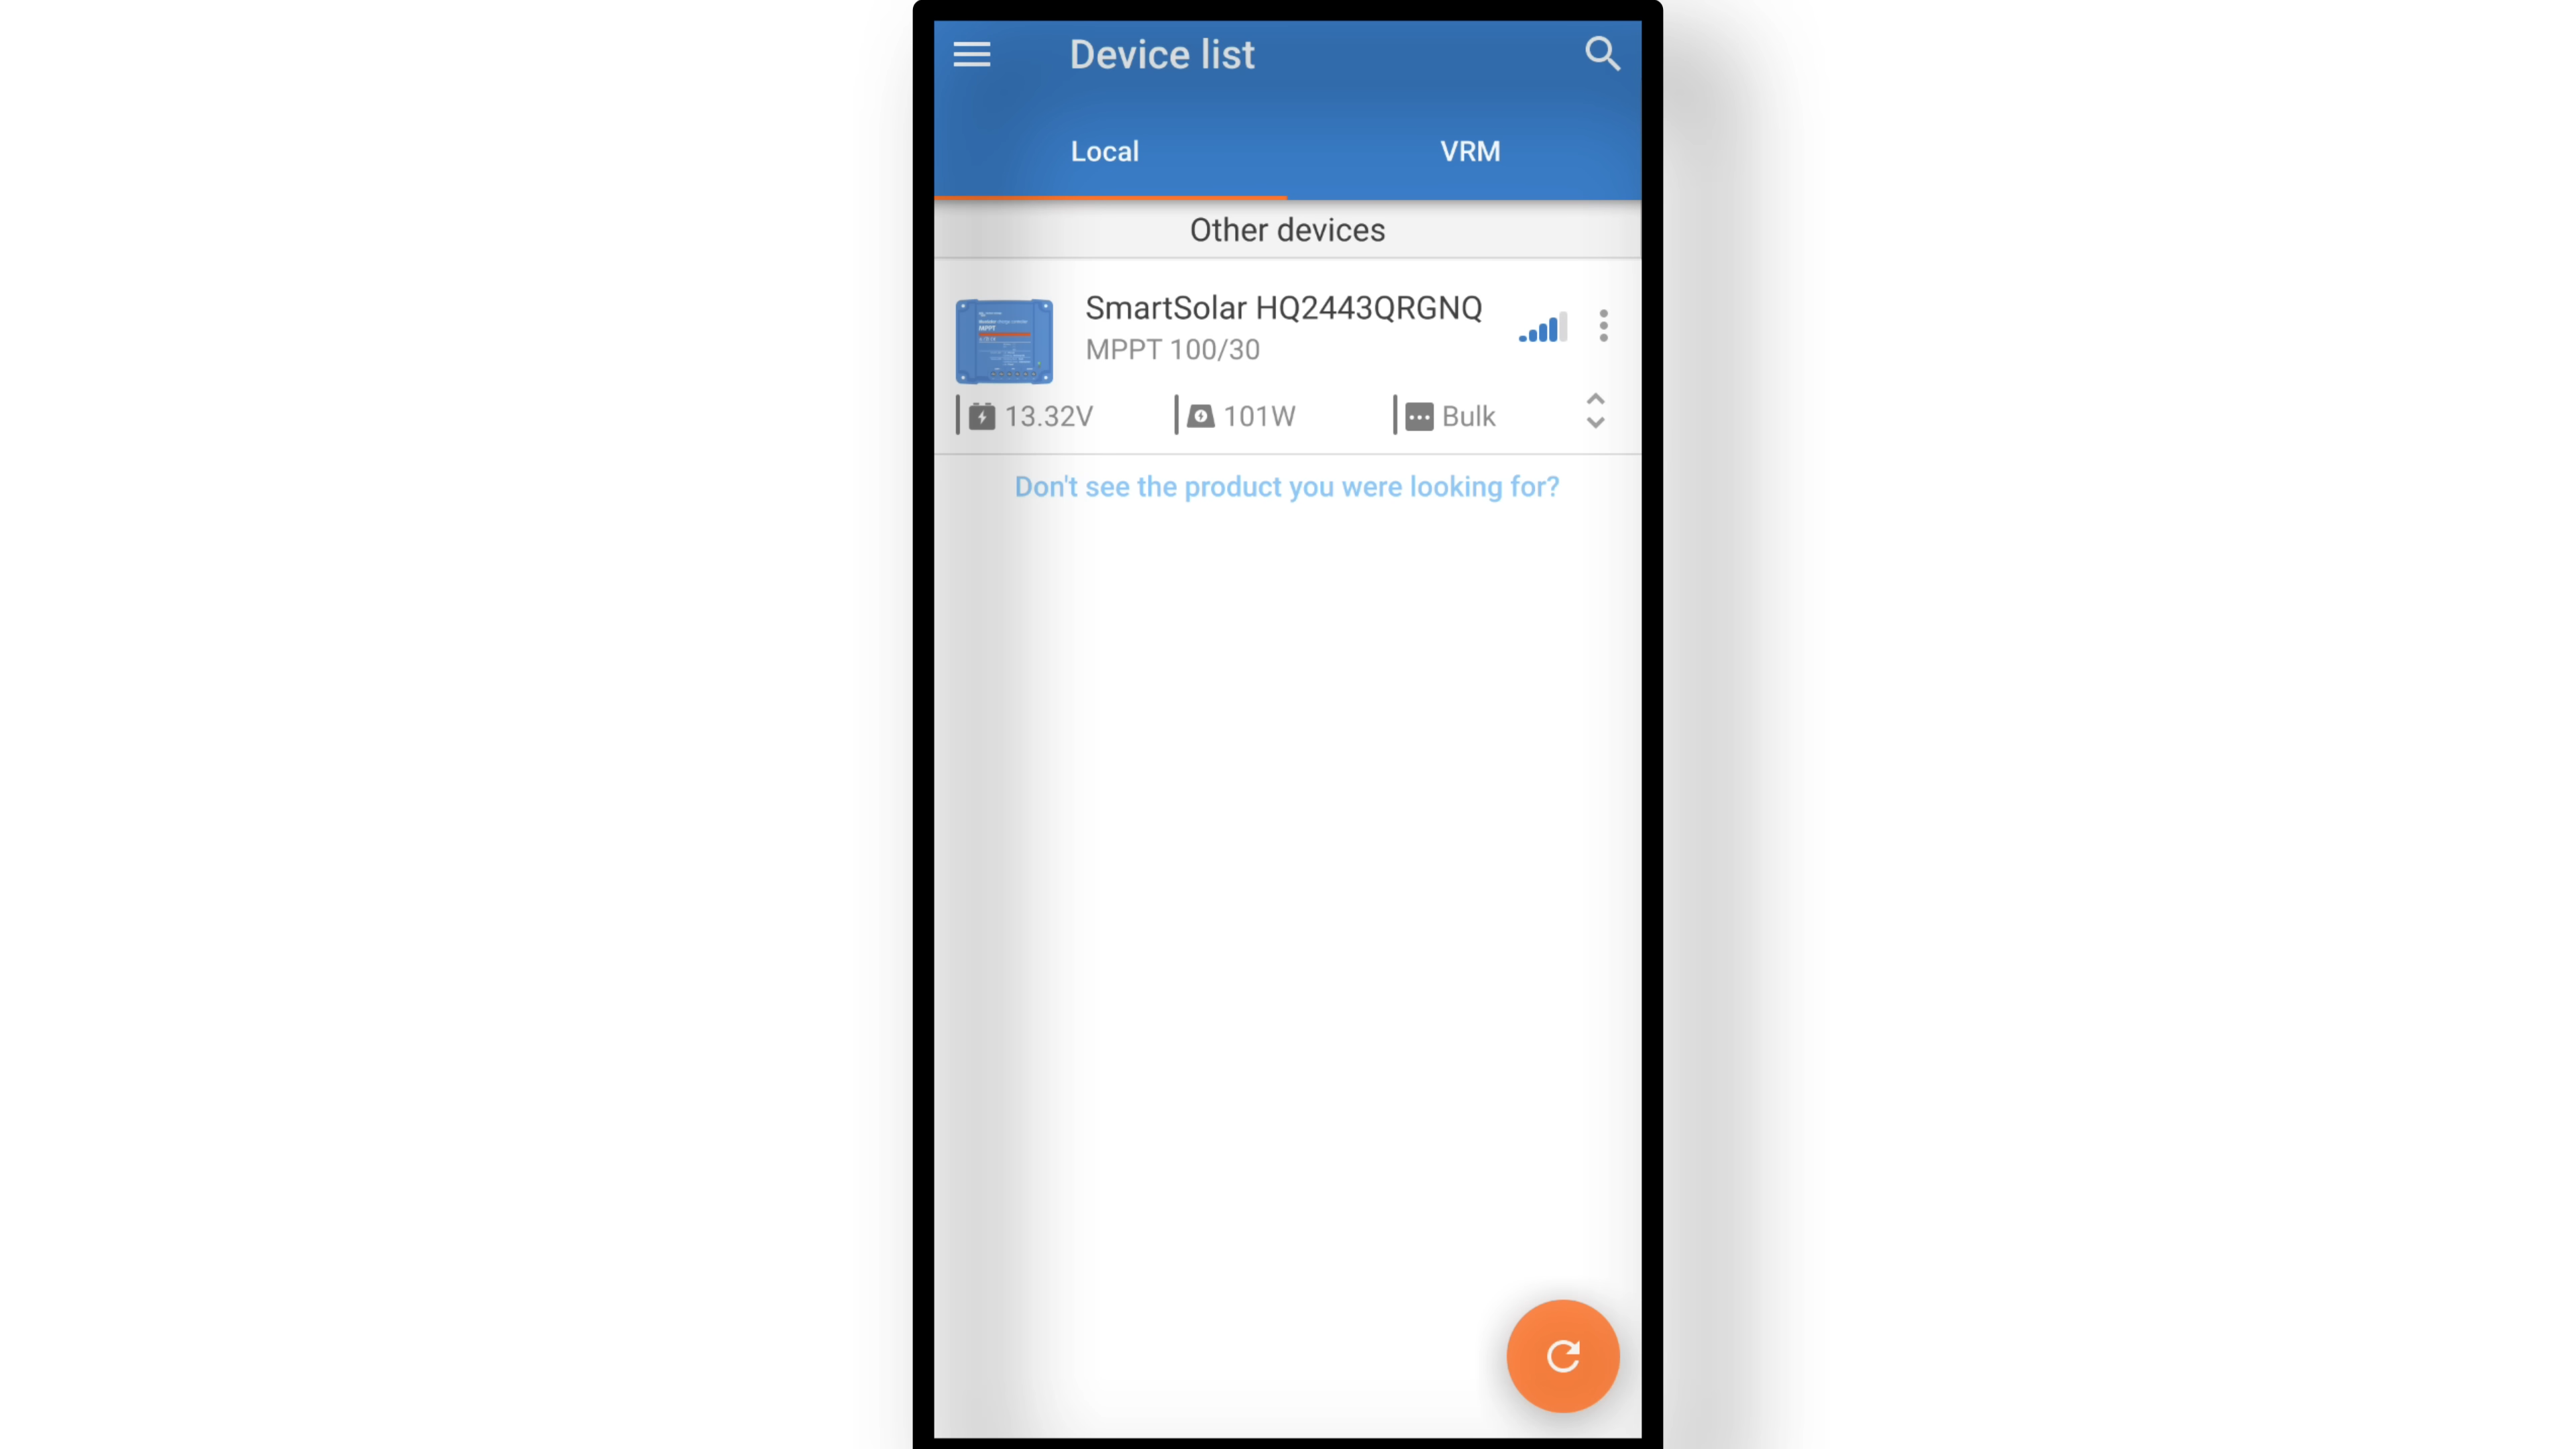 Device list
Local
VRM
Other devices
SmartSolar HQ2443QRGNQ
MPPT 100/30
MPPT
13.32V
101W
Bulk
Don't see the product you were looking for?